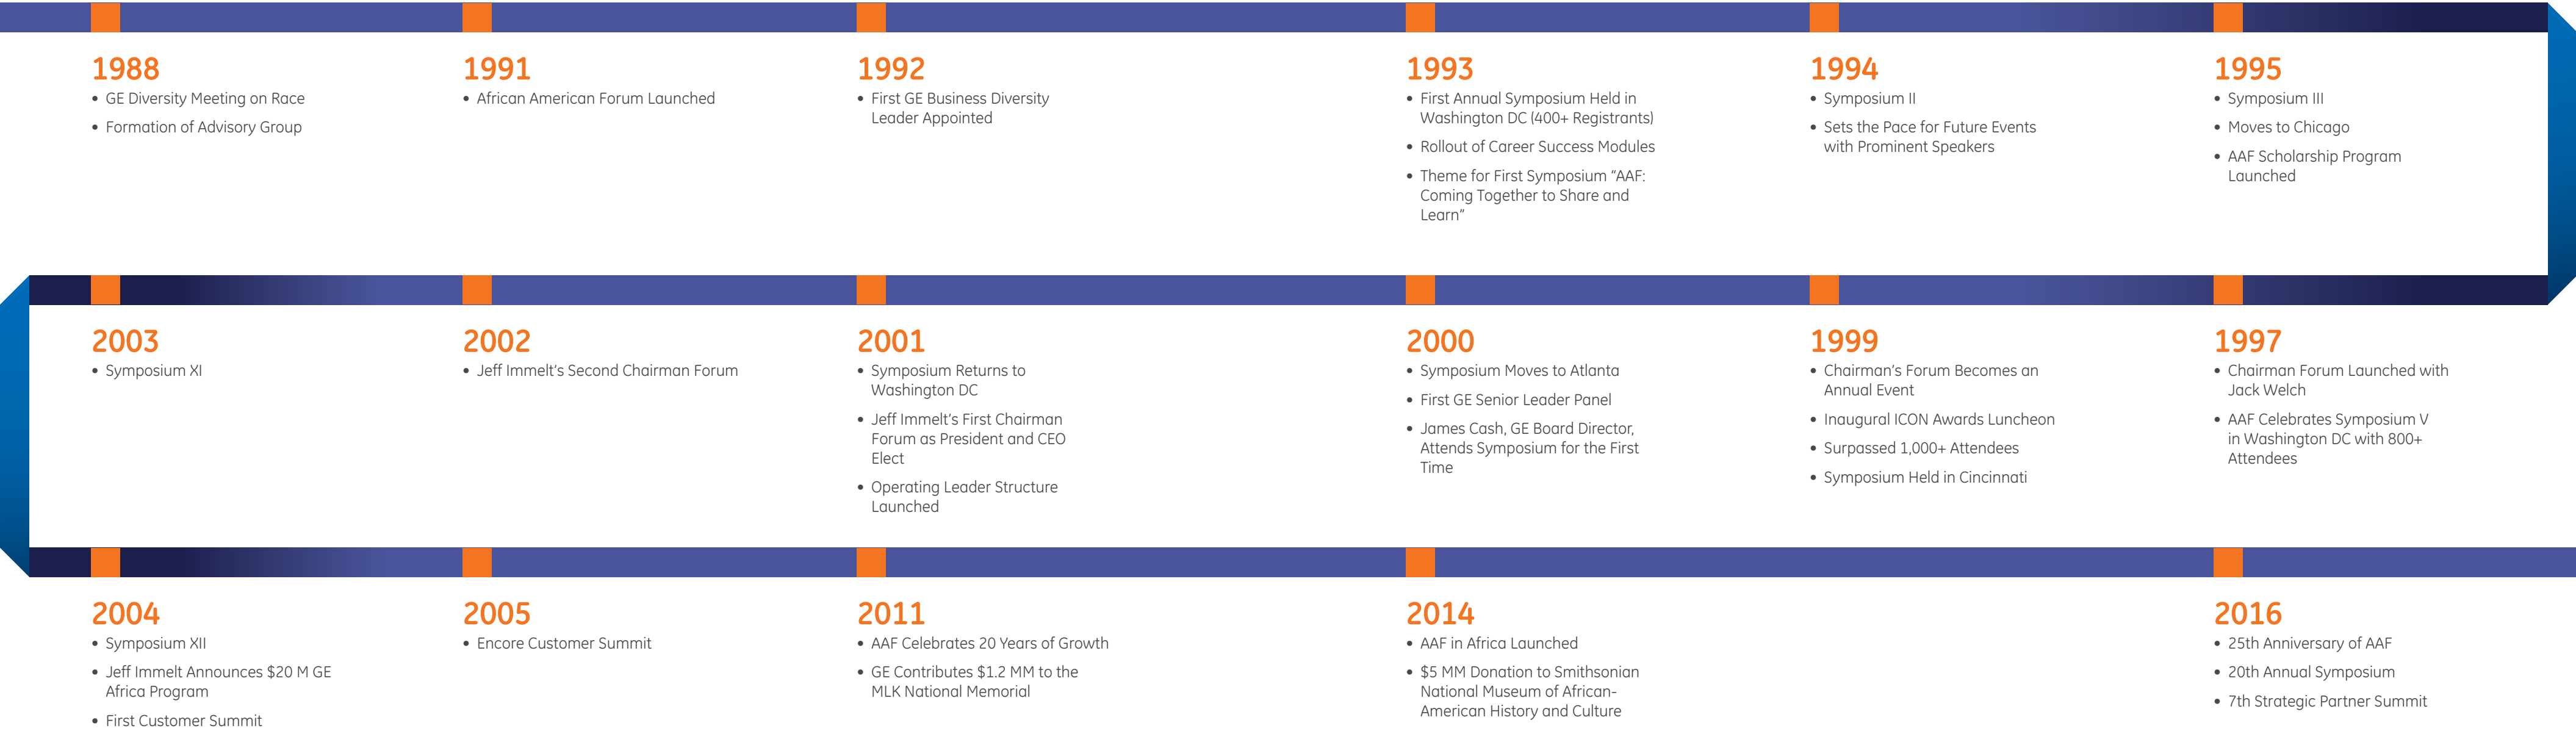 1988
• GE Diversity Meeting on Race
• Formation of Advisory Group
1991
• African American Forum Launched
1992
• First GE Business Diversity
Leader Appointed
1993
• First Annual Symposium Held in
Washington DC (400+ Registrants)
• Rollout of Career Success Modules
• Theme for First Symposium “AAF:
Coming Together to Share and
Learn”
1994
• Symposium II
• Sets the Pace for Future Events
with Prominent Speakers
1995
• Symposium III
• Moves to Chicago
• AAF Scholarship Program
Launched
2003
• Symposium XI
2002
• Jeff Immelt’s Second Chairman Forum
2001
• Symposium Returns to
Washington DC
• Jeff Immelt’s First Chairman
Forum as President and CEO
Elect
• Operating Leader Structure
Launched
2000
• Symposium Moves to Atlanta
• First GE Senior Leader Panel
• James Cash, GE Board Director,
Attends Symposium for the First
Time
1999
• Chairman’s Forum Becomes an
Annual Event
• Inaugural ICON Awards Luncheon
• Surpassed 1,000+ Attendees
• Symposium Held in Cincinnati
1997
• Chairman Forum Launched with
Jack Welch
• AAF Celebrates Symposium V
in Washington DC with 800+
Attendees
2004
• Symposium XII
• Jeff Immelt Announces $20 M GE
Africa Program
• First Customer Summit
2005
• Encore Customer Summit
2011
• AAF Celebrates 20 Years of Growth
• GE Contributes $1.2 MM to the
MLK National Memorial
2014
• AAF in Africa Launched
• $5 MM Donation to Smithsonian
National Museum of African-
American History and Culture
2016
• 25th Anniversary of AAF
• 20th Annual Symposium
• 7th Strategic Partner Summit